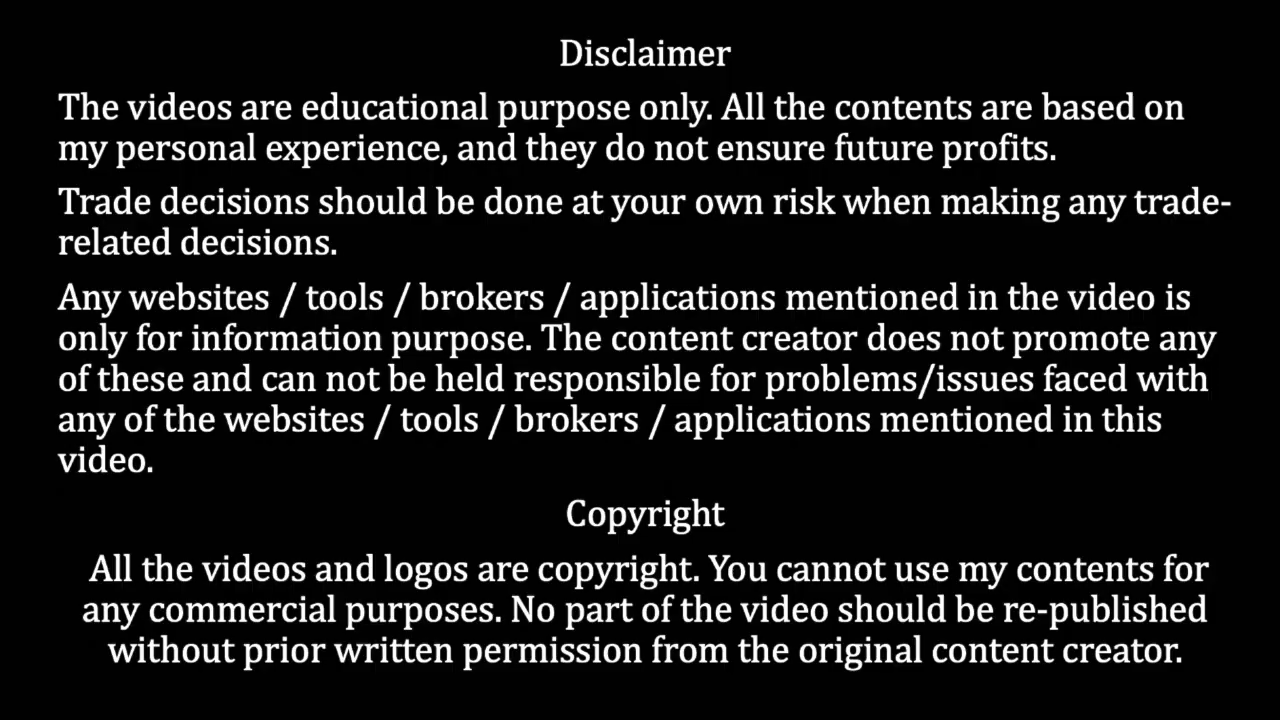 Disclaimer
The videos are educational purpose only. All the contents are based on
my personal experience, and they do not ensure future profits.
Trade decisions should be done at your own risk when making any trade-
related decisions.
Any websites / tools / brokers / applications mentioned in the video is
only for information purpose. The content creator does not promote any
of these and can not be held responsible for problems/issues faced with
any of the websites / tools / brokers / applications mentioned in this
video.
Copyright
All the videos and logos are copyright. You cannot use my contents for
any commercial purposes. No part of the video should be re-published
without prior written permission from the original content creator.